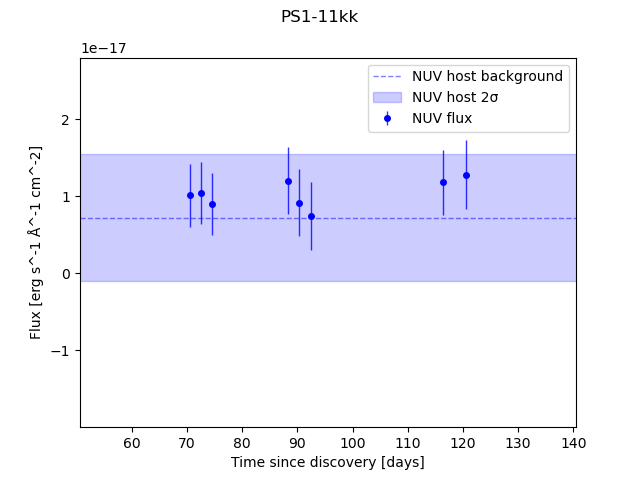 PS1-11kk
1e−17
NUV host background
NUV host 2σ
NUV flux
2
1
0
−1
Flux [erg s^-1 Å^-1 cm^-2]
60 70 80 90 100 110 120 130 140
Time since discovery [days]